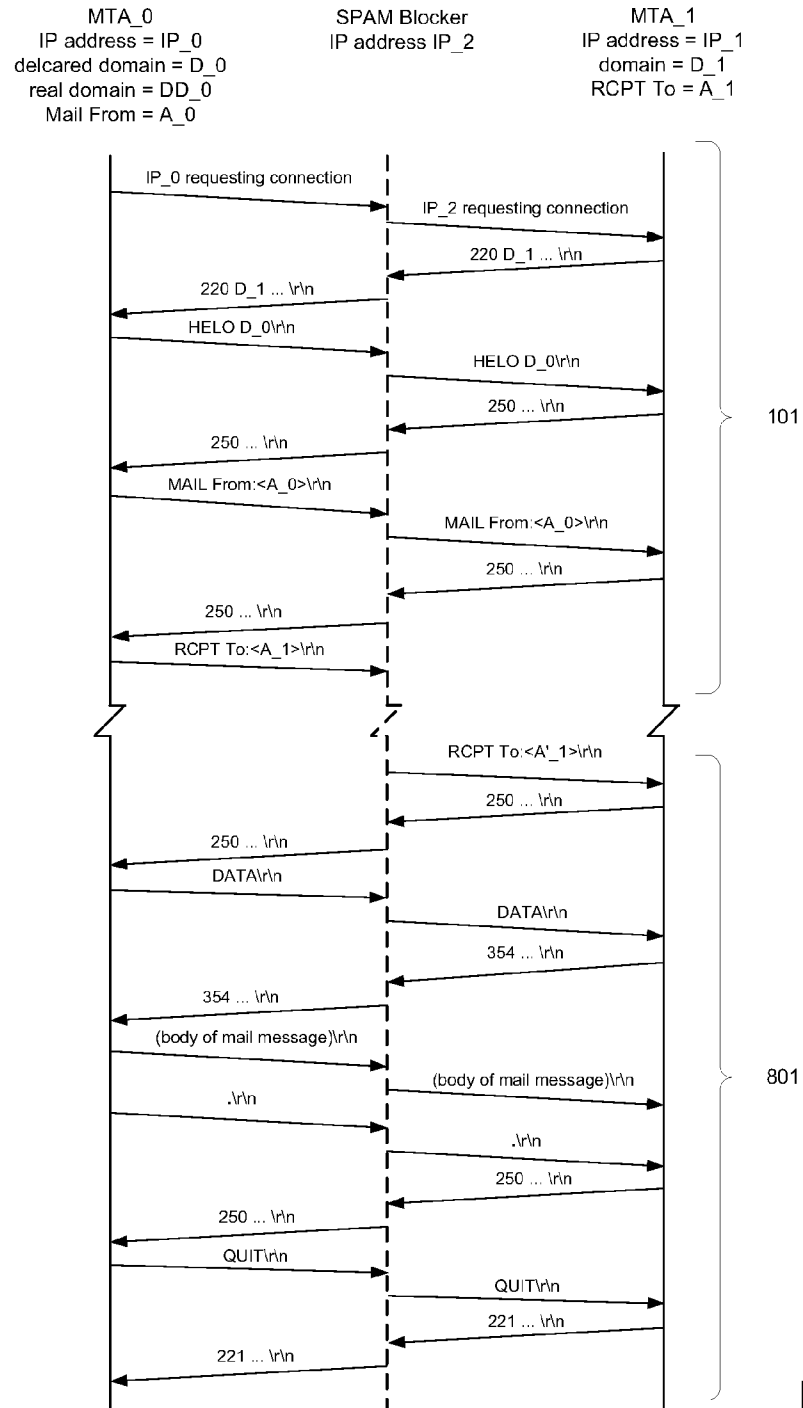 MTA_0
IP address = IP_0
delcared domain = D_0
real domain = DD_0
Mail From = A_0
SPAM Blocker
IP address IP_2
MTA_1
IP address = IP_1
domain = D_1
RCPT To = A_1
IP_0 requesting connection
IP_2 requesting connection
220 D_1 ... \r\n
220 D_1 ... \r\n
HELO D_0\r\n
HELO D_0\r\n
250 ... \r\n
101
250 ... \r\n
MAIL From:<A_0>\r\n
MAIL From:<A_0>\r\n
250 ... \r\n
250 ... \r\n
RCPT To:<A_1>\r\n
RCPT To:<A'_1>\r\n
250 ... \r\n
250 ... \r\n
DATA\r\n
DATA\r\n
354 ... \r\n
354 ... \r\n
(body of mail message)\r\n
(body of mail message)\r\n
801
.\r\n
.\r\n
250 ... \r\n
250 ... \r\n
QUIT\r\n
QUIT\r\n
221 ... \r\n
221 ... \r\n